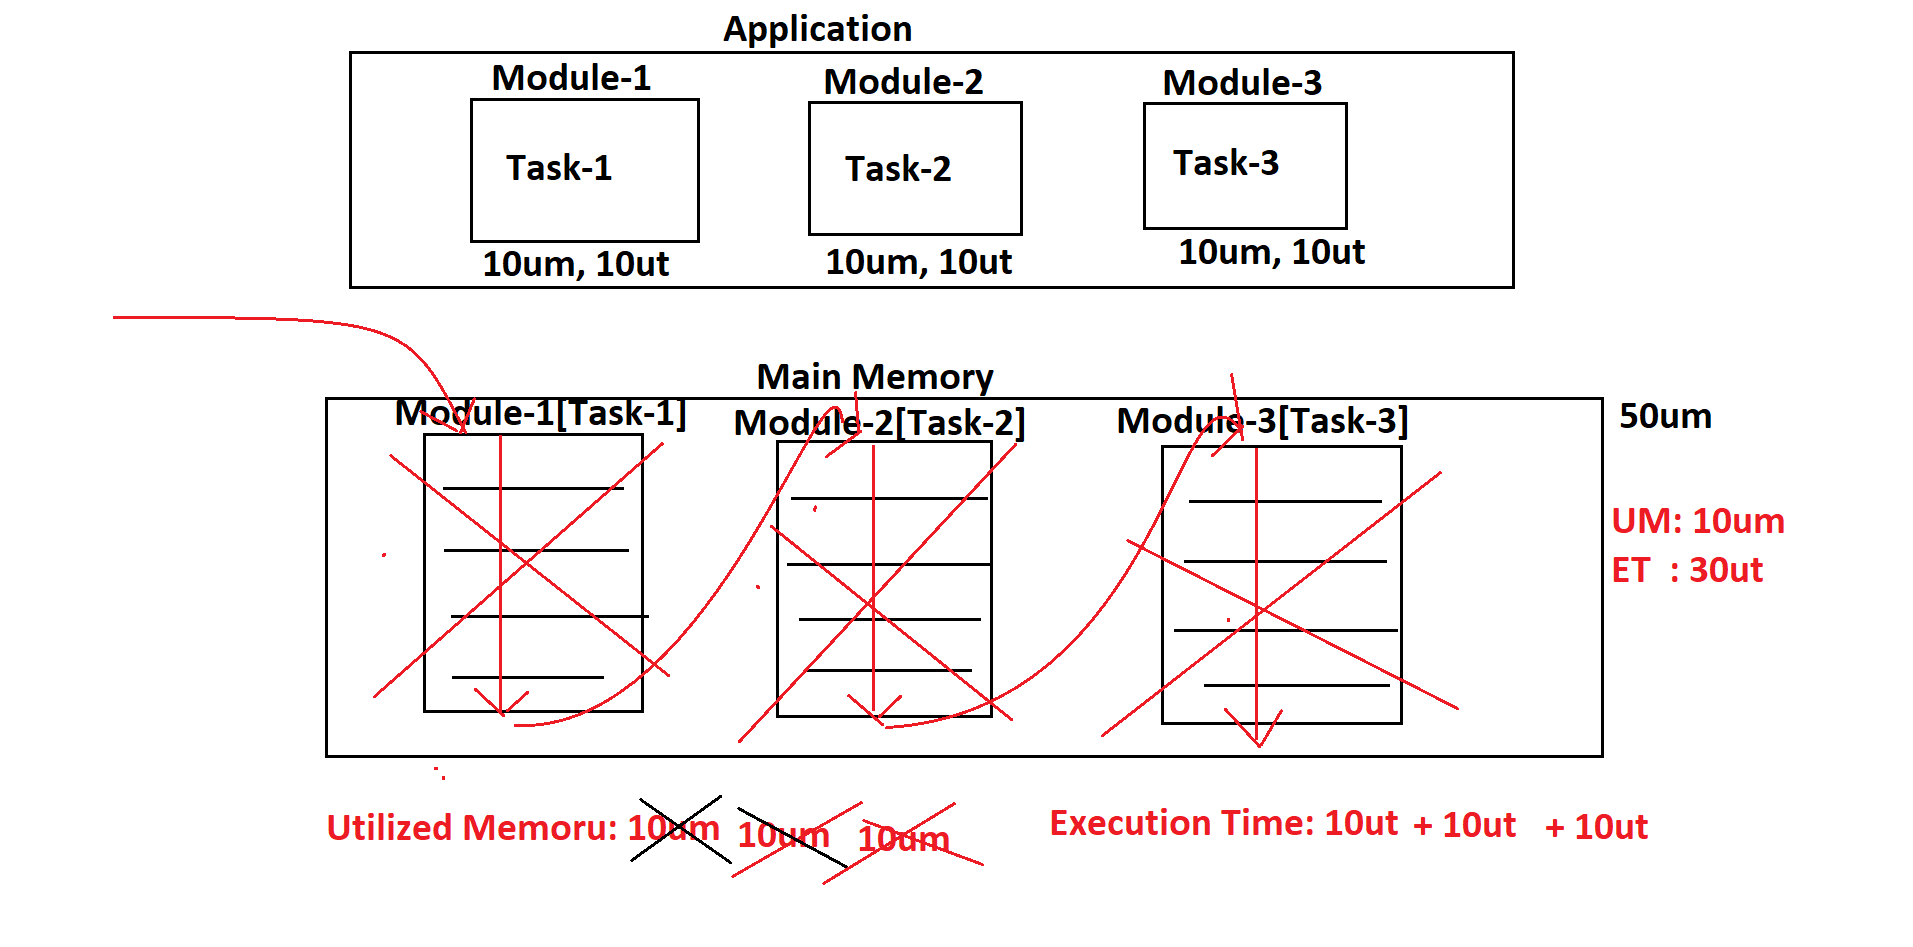 Application
Module-1 Module-2 Module-3
Task-1 Task-2 Task-3
10um, 10ut 10um, 10ut 10um, 10ut
Main Memory
Module-1[Task-1] Module-2[Task-2] Module-3[Task-3] 50um
UM: 10um
ET : 30ut
Utilized Memoru: 10um 10um 10um Execution Time: 10ut + 10ut + 10ut